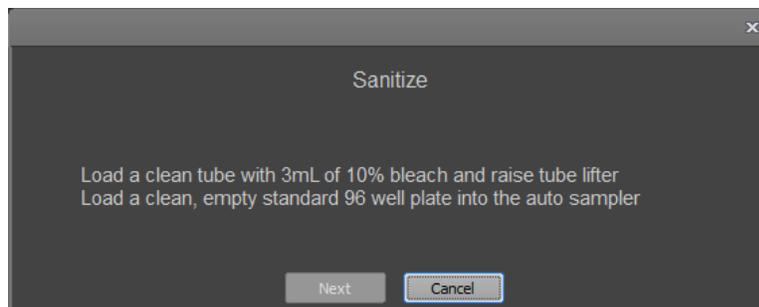 x
Sanitize
Load a clean tube with 3mL of 10% bleach and raise tube lifter
Load a clean, empty standard 96 well plate into the auto sampler
Next Cancel